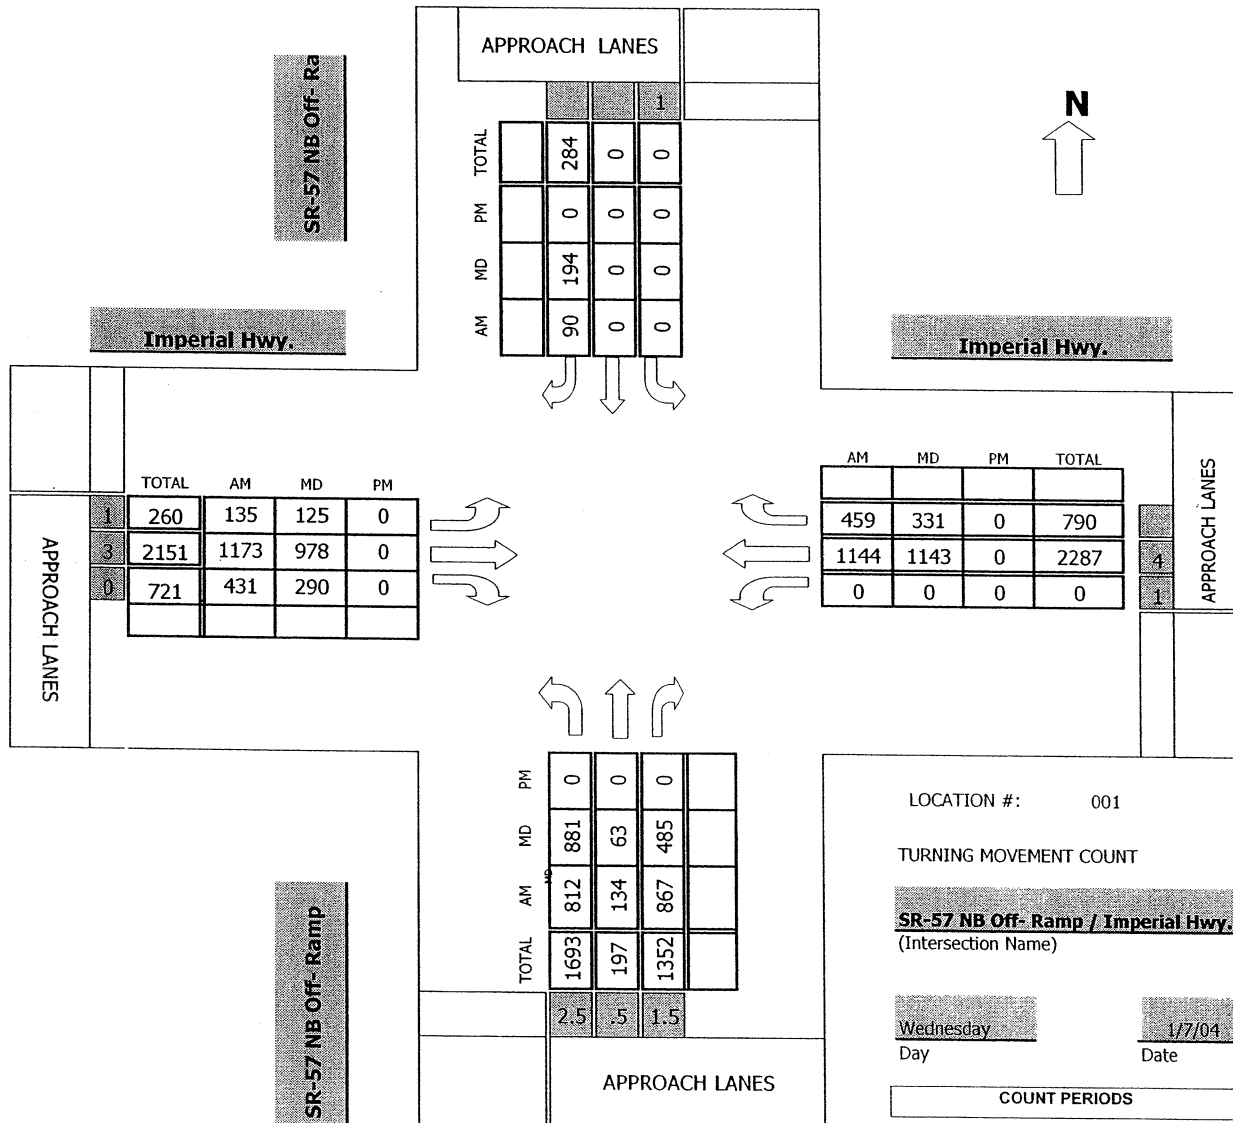 APPROACH LANES
SR-57 NB Off- Ra
1
N
TOTAL 284 0 0
PM 0 0 0
MD 194 0 0
AM 90 0 0
Imperial Hwy.
Imperial Hwy.
TOTAL AM MD PM
1 260 135 125 0
3 2151 1173 978 0
0 721 431 290 0
APPROACH LANES
AM MD PM TOTAL
459 331 0 790
1144 1143 0 2287 4
0 0 0 0 1
APPROACH LANES
PM 0 0 0
MD 881 63 485
MD
AM 812 134 867
TOTAL 1693 197 1352
2.5 .5 1.5
APPROACH LANES
SR-57 NB Off- Ramp
LOCATION #: 001
TURNING MOVEMENT COUNT
SR-57 NB Off- Ramp / Imperial Hwy.
(Intersection Name)
Wednesday 1/7/04
Day Date
COUNT PERIODS